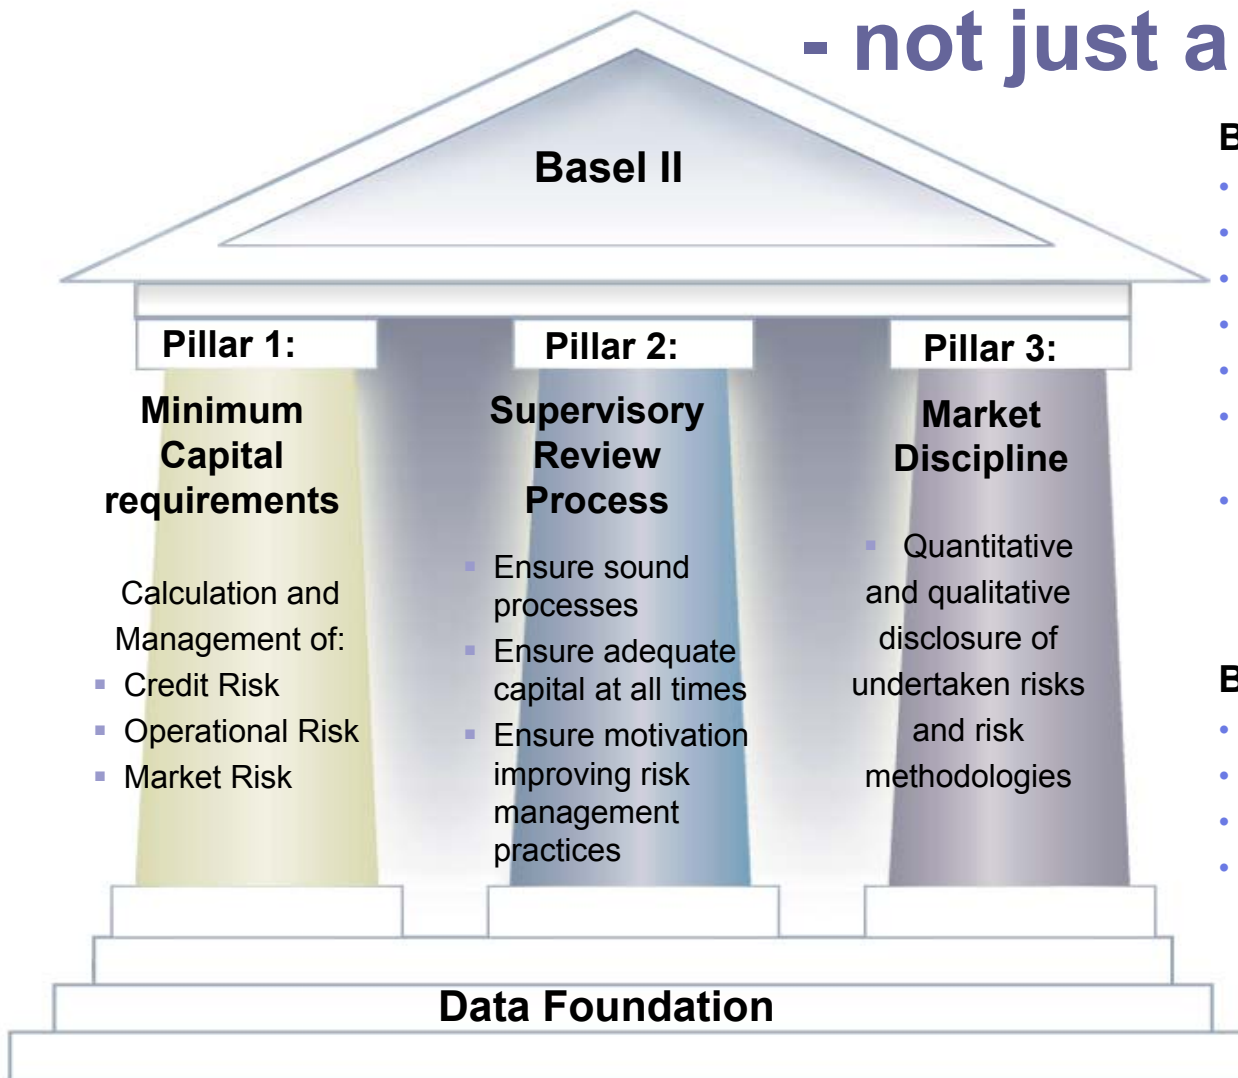 - not just a
Basel II
Pillar 1:
Minimum
Capital
requirements
Calculation and
Management of:
▪ Credit Risk
▪ Operational Risk
▪ Market Risk
Pillar 2:
Supervisory
Review
Process
▪ Ensure sound
processes
▪ Ensure adequate
capital at all times
▪ Ensure motivation
improving risk
management
practices
Pillar 3:
Market
Discipline
▪ Quantitative
and qualitative
disclosure of
undertaken risks
and risk
methodologies
Data Foundation
B
•
•
•
•
•
•
•
B
•
•
•
•